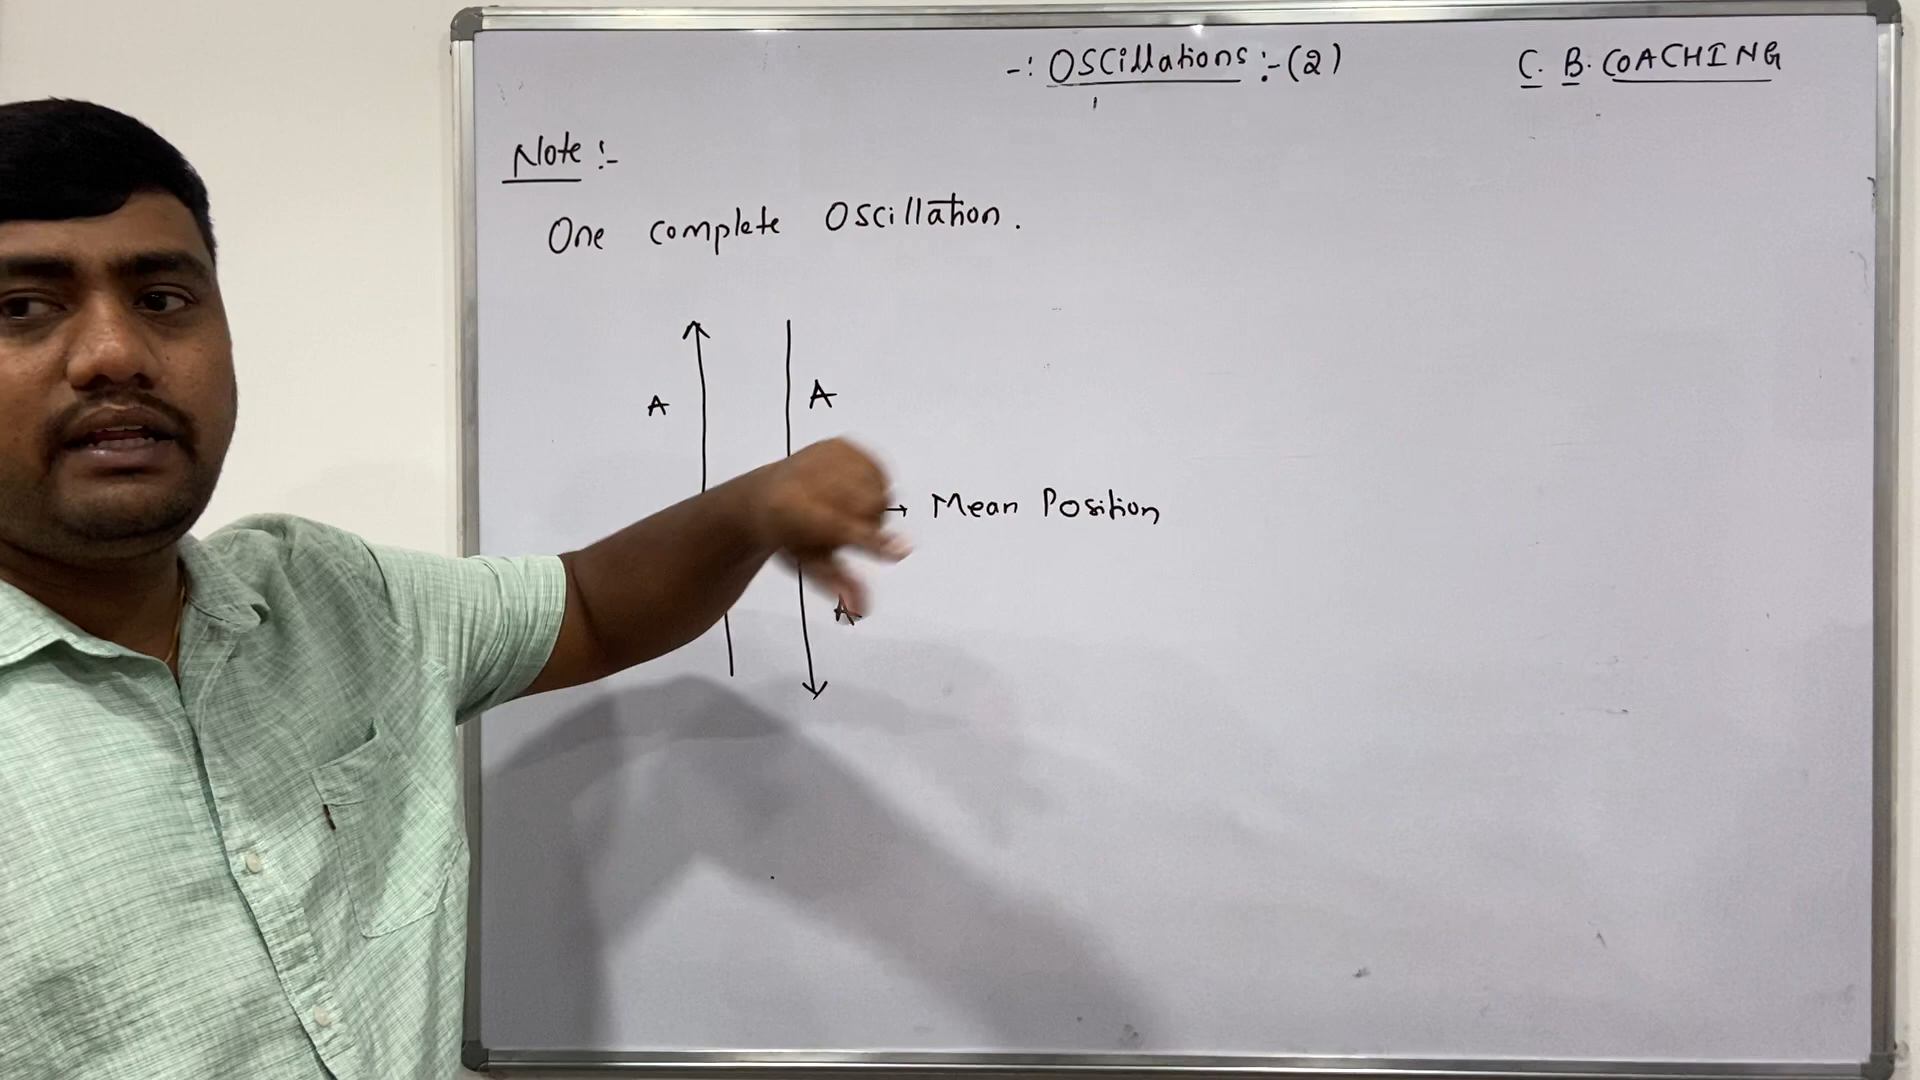 -: Oscillations :- (2)
C. B. COACHING
Note :-
One complete Oscillation.
A
A
→ Mean Position
A